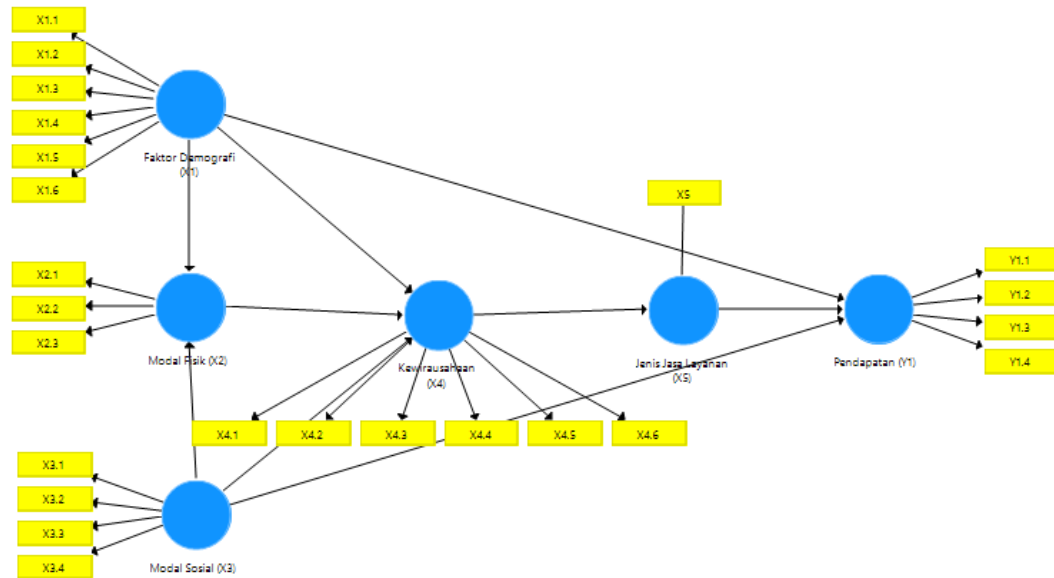 X1.1
X1.2
X1.3
X1.4
X1.5
X1.6
Faktor Demografi
(X1)
X5
X2.1
X2.2
X2.3
Modal Fisik (X2)
Kewirausahaan
(X4)
Jenis Jasa Layanan
(X5)
Pendapatan (Y1)
Y1.1
Y1.2
Y1.3
Y1.4
X4.1
X4.2
X4.3
X4.4
X4.5
X4.6
X3.1
X3.2
X3.3
X3.4
Modal Sosial (X3)